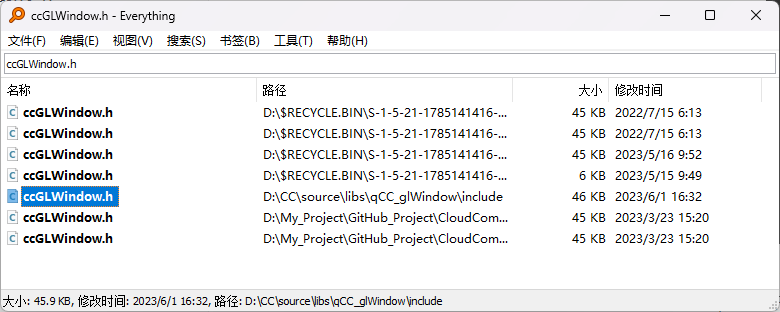 ccGLWindow.h - Everything
文件(F) 编辑(E) 视图(V) 搜索(S) 书签(B) 工具(T) 帮助(H)
ccGLWindow.h
名称 路径 大小 修改时间
ccGLWindow.h D:\$RECYCLE.BIN\S-1-5-21-1785141416-... 45 KB 2022/7/15 6:13
ccGLWindow.h D:\$RECYCLE.BIN\S-1-5-21-1785141416-... 45 KB 2022/7/15 6:13
ccGLWindow.h D:\$RECYCLE.BIN\S-1-5-21-1785141416-... 45 KB 2023/5/16 9:52
ccGLWindow.h D:\$RECYCLE.BIN\S-1-5-21-1785141416-... 6 KB 2023/5/15 9:49
ccGLWindow.h D:\CC\source\libs\qCC_glWindow\include 46 KB 2023/6/1 16:32
ccGLWindow.h D:\My_Project\GitHub_Project\CloudCom... 45 KB 2023/3/23 15:20
ccGLWindow.h D:\My_Project\GitHub_Project\CloudCom... 45 KB 2023/3/23 15:20
大小: 45.9 KB, 修改时间: 2023/6/1 16:32, 路径: D:\CC\source\libs\qCC_glWindow\include